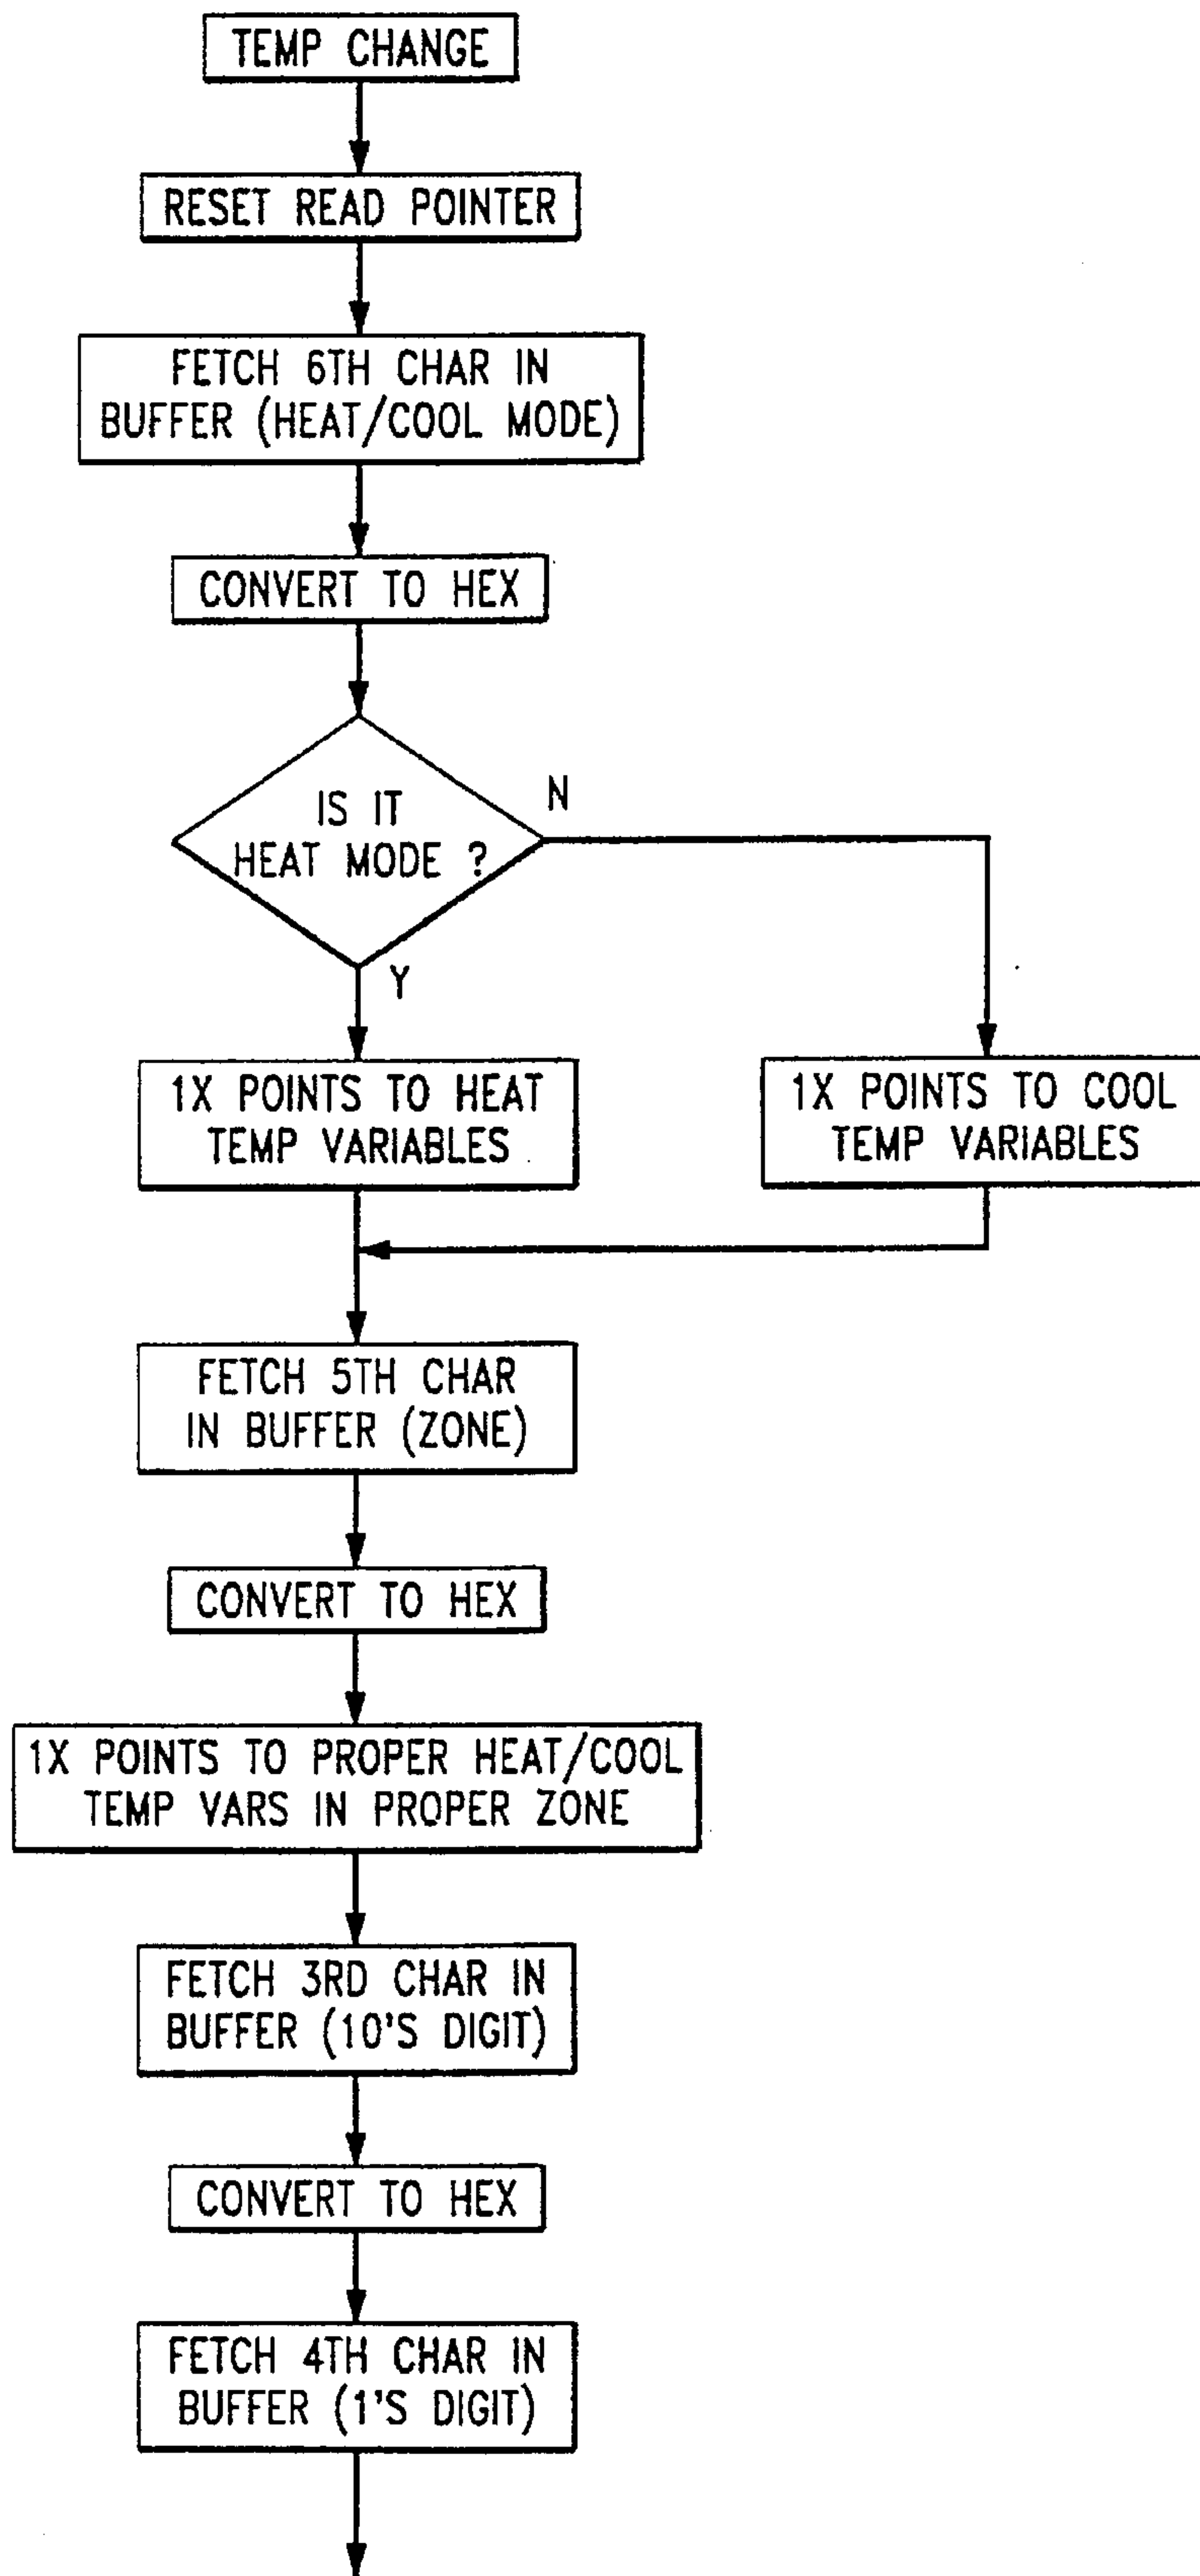 TEMP CHANGE
RESET READ POINTER
FETCH 6TH CHAR IN
BUFFER (HEAT/COOL MODE)
CONVERT TO HEX
IS IT
HEAT MODE ?
N
Y
1X POINTS TO HEAT
TEMP VARIABLES
1X POINTS TO COOL
TEMP VARIABLES
FETCH 5TH CHAR
IN BUFFER (ZONE)
CONVERT TO HEX
1X POINTS TO PROPER HEAT/COOL
TEMP VARS IN PROPER ZONE
FETCH 3RD CHAR IN
BUFFER (10'S DIGIT)
CONVERT TO HEX
FETCH 4TH CHAR IN
BUFFER (1'S DIGIT)